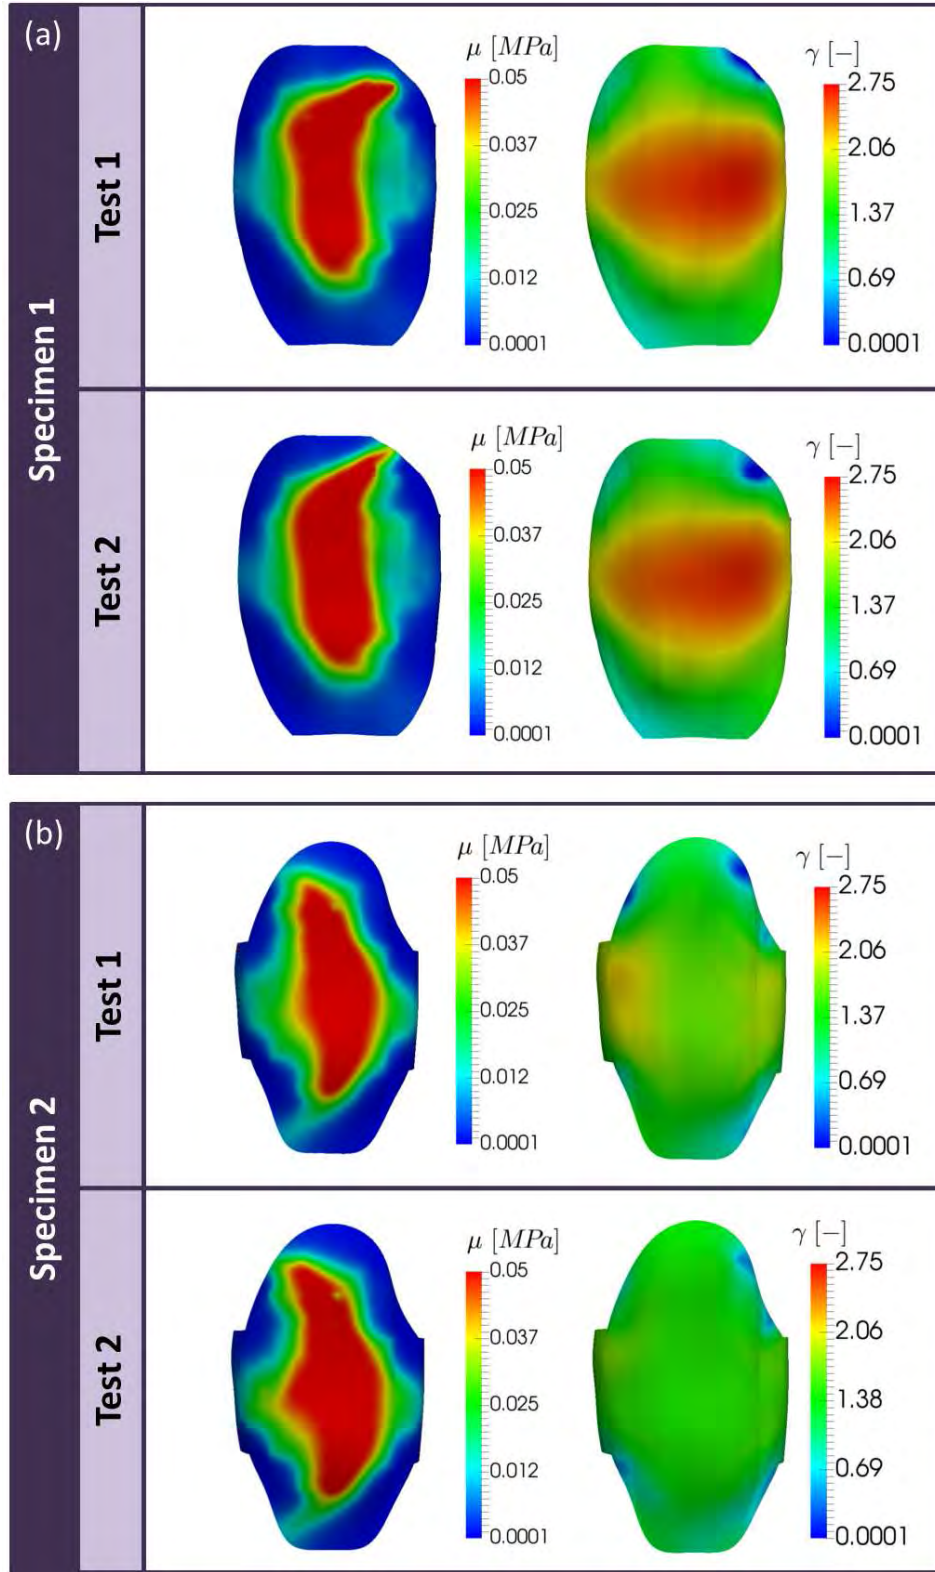 (a)
Specimen 1
Test 1
μ [MPa]
0.05
0.037
0.025
0.012
0.0001
γ [−]
2.75
2.06
1.37
0.69
0.0001
Test 2
μ [MPa]
0.05
0.037
0.025
0.012
0.0001
γ [−]
2.75
2.06
1.37
0.69
0.0001
(b)
Specimen 2
Test 1
μ [MPa]
0.05
0.037
0.025
0.012
0.0001
γ [−]
2.75
2.06
1.37
0.69
0.0001
Test 2
μ [MPa]
0.05
0.037
0.025
0.012
0.0001
γ [−]
2.75
2.06
1.38
0.69
0.0001